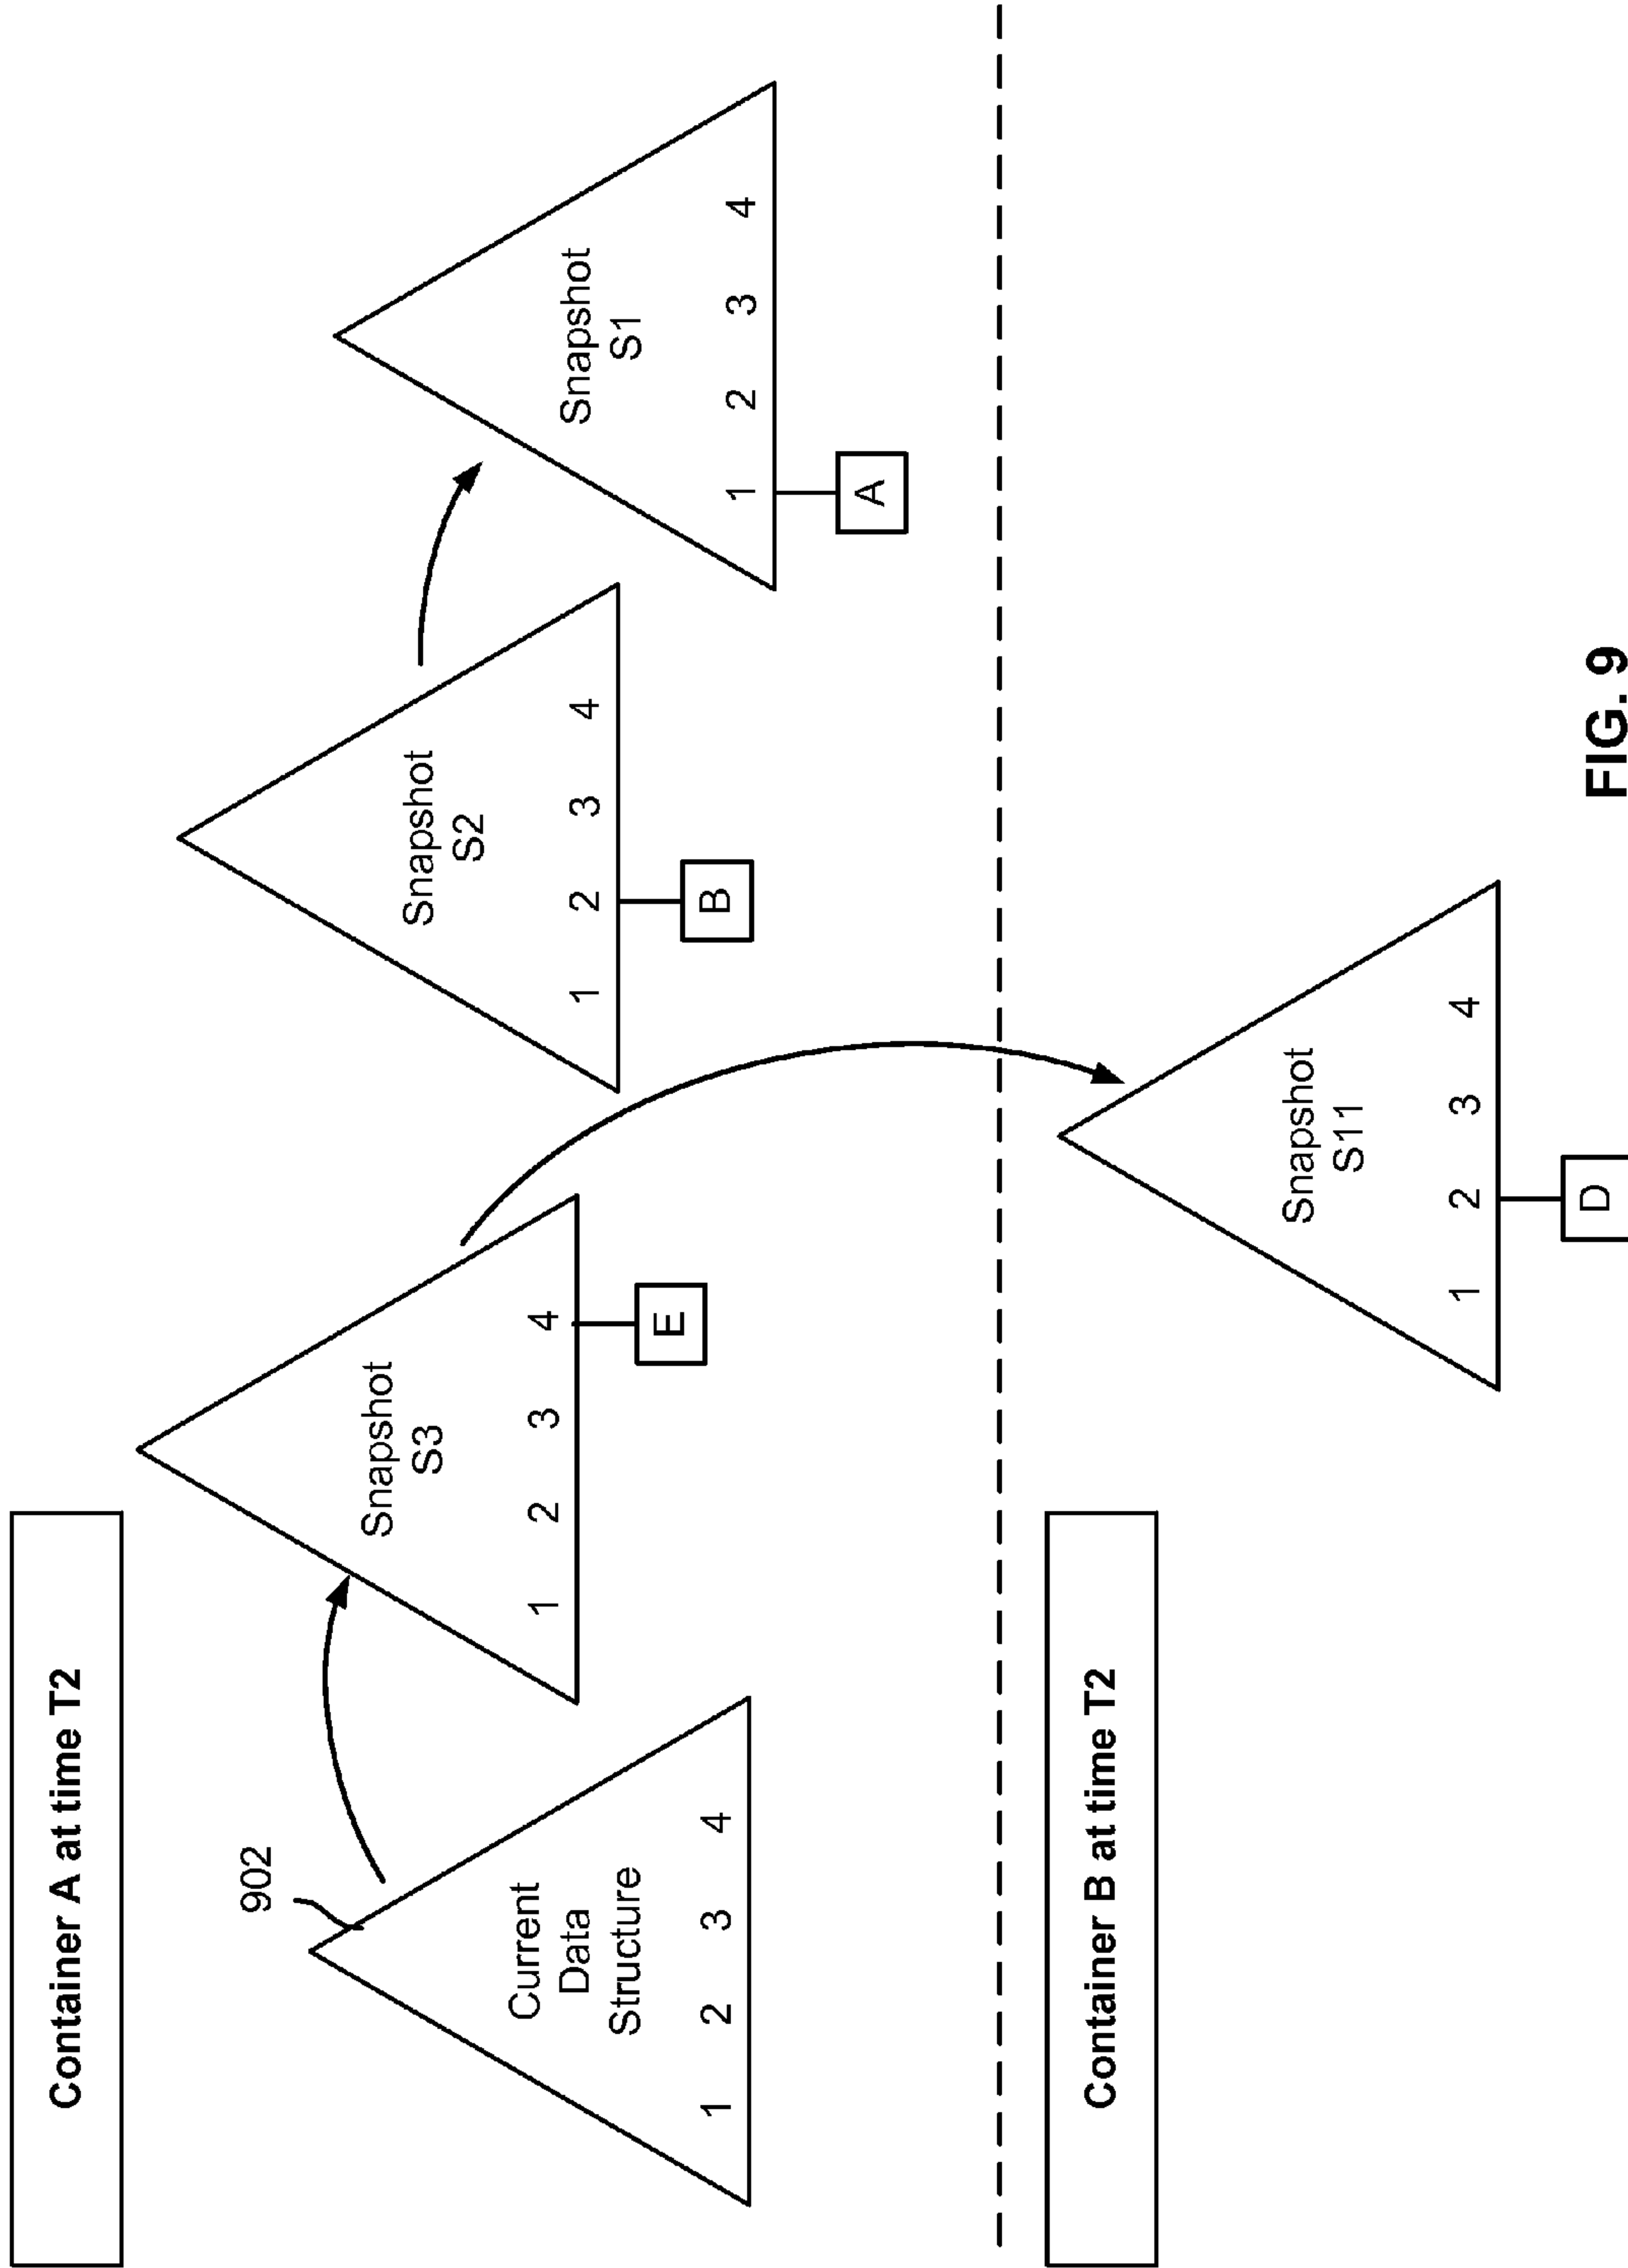 Container A at time T2
902
Current
Data
Structure
1 2 3 4
Snapshot
S3
1 2 3 4
E
Snapshot
S2
1 2 3 4
B
Snapshot
S1
1 2 3 4
A
Container B at time T2
Snapshot
S11
1 2 3 4
D
FIG. 9